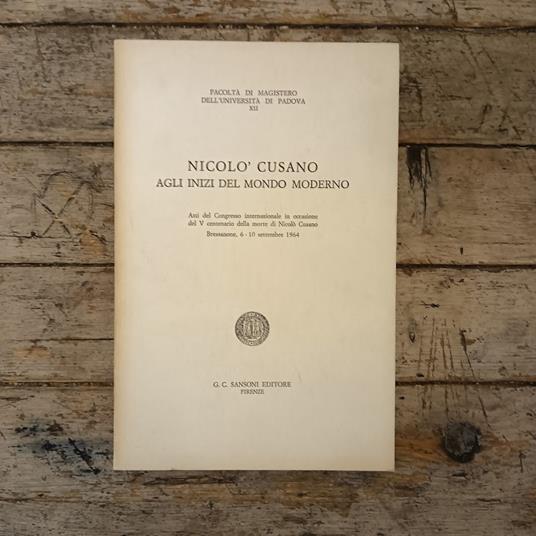 FACOLTÀ DI MAGISTERO
DELL'UNIVERSITÀ DI PADOVA
XII
NICOLO' CUSANO
AGLI INIZI DEL MONDO MODERNO
Atti del Congresso internazionale in occasione
del V centenario della morte di Nicolò Cusano
Bressanone, 6 - 10 settembre 1964
G. C. SANSONI EDITORE
FIRENZE